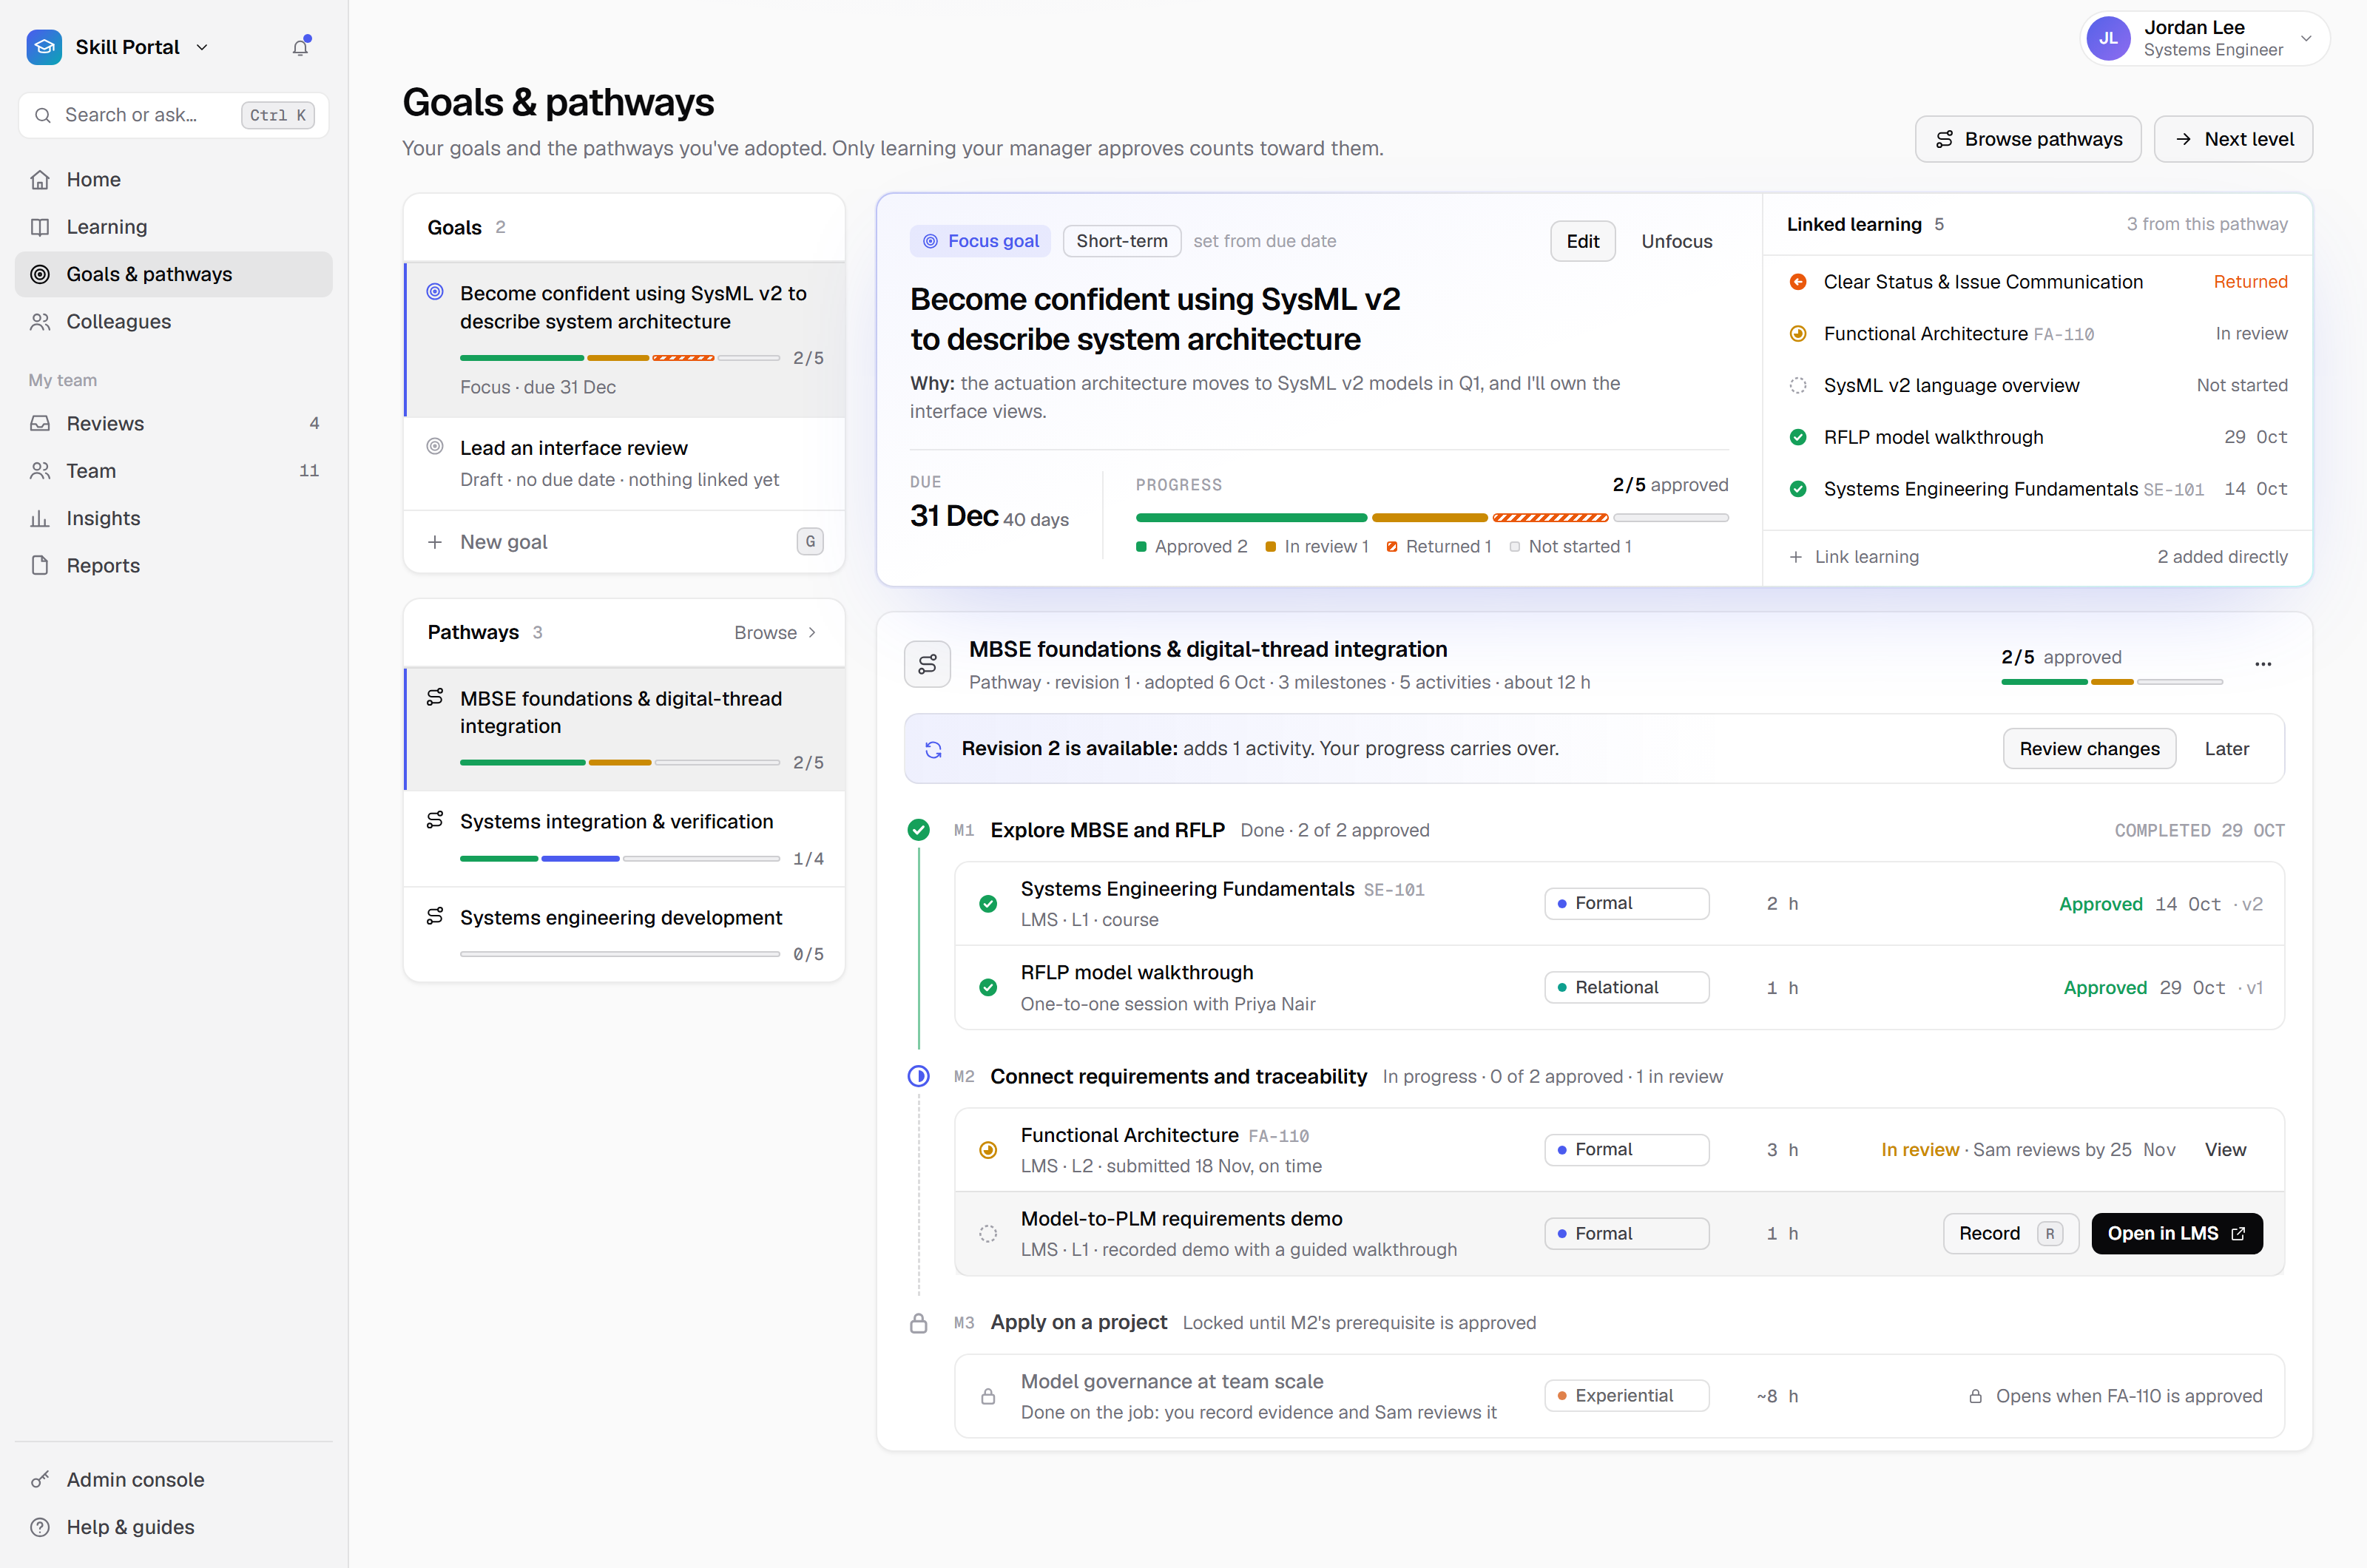 Skill Portal
Search or ask... Ctrl K
Home
Learning
Goals & pathways
Colleagues
My team
Reviews 4
Team 11
Insights
Reports
Admin console
Help & guides
JL
Jordan Lee
Systems Engineer
Goals & pathways
Your goals and the pathways you've adopted. Only learning your manager approves counts toward them.
Browse pathways
Next level
Goals 2
Become confident using SysML v2 to
describe system architecture
2/5
Focus · due 31 Dec
Lead an interface review
Draft · no due date · nothing linked yet
New goal G
Pathways 3 Browse
MBSE foundations & digital-thread
integration
2/5
Systems integration & verification
1/4
Systems engineering development
0/5
Focus goal Short-term set from due date Edit Unfocus
Become confident using SysML v2
to describe system architecture
Why: the actuation architecture moves to SysML v2 models in Q1, and I'll own the
interface views.
DUE
31 Dec 40 days
PROGRESS 2/5 approved
Approved 2 In review 1 Returned 1 Not started 1
Linked learning 5 3 from this pathway
Clear Status & Issue Communication Returned
Functional Architecture FA-110 In review
SysML v2 language overview Not started
RFLP model walkthrough 29 Oct
Systems Engineering Fundamentals SE-101 14 Oct
Link learning 2 added directly
MBSE foundations & digital-thread integration
Pathway · revision 1 · adopted 6 Oct · 3 milestones · 5 activities · about 12 h
2/5 approved
Revision 2 is available: adds 1 activity. Your progress carries over. Review changes Later
M1 Explore MBSE and RFLP Done · 2 of 2 approved COMPLETED 29 OCT
Systems Engineering Fundamentals SE-101
LMS · L1 · course
Formal 2 h Approved 14 Oct · v2
RFLP model walkthrough
One-to-one session with Priya Nair
Relational 1 h Approved 29 Oct · v1
M2 Connect requirements and traceability In progress · 0 of 2 approved · 1 in review
Functional Architecture FA-110
LMS · L2 · submitted 18 Nov, on time
Formal 3 h In review · Sam reviews by 25 Nov View
Model-to-PLM requirements demo
LMS · L1 · recorded demo with a guided walkthrough
Formal 1 h Record R Open in LMS
M3 Apply on a project Locked until M2's prerequisite is approved
Model governance at team scale
Done on the job: you record evidence and Sam reviews it
Experiential ~8 h Opens when FA-110 is approved